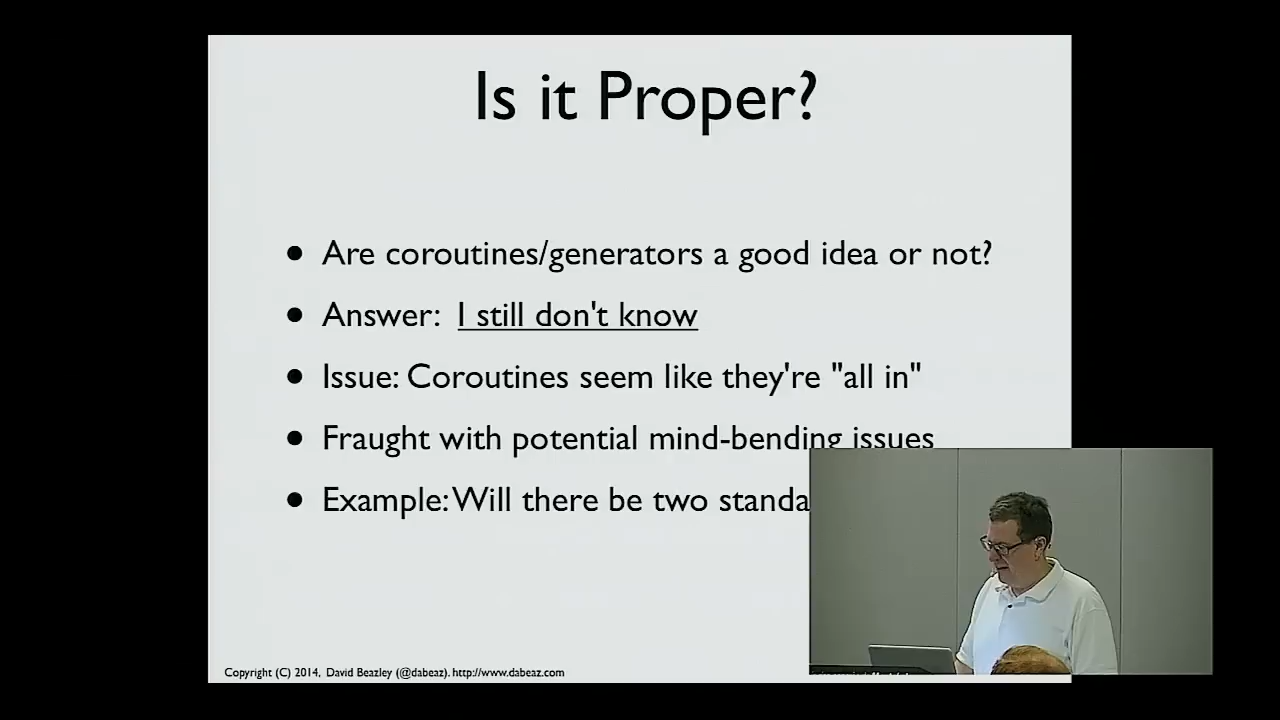 Is it Proper?
• Are coroutines/generators a good idea or not?
• Answer: I still don't know
• Issue: Coroutines seem like they're "all in"
• Fraught with potential mind-bending issues
• Example: Will there be two standa
Copyright (C) 2014, David Beazley (@dabeaz). http://www.dabeaz.com